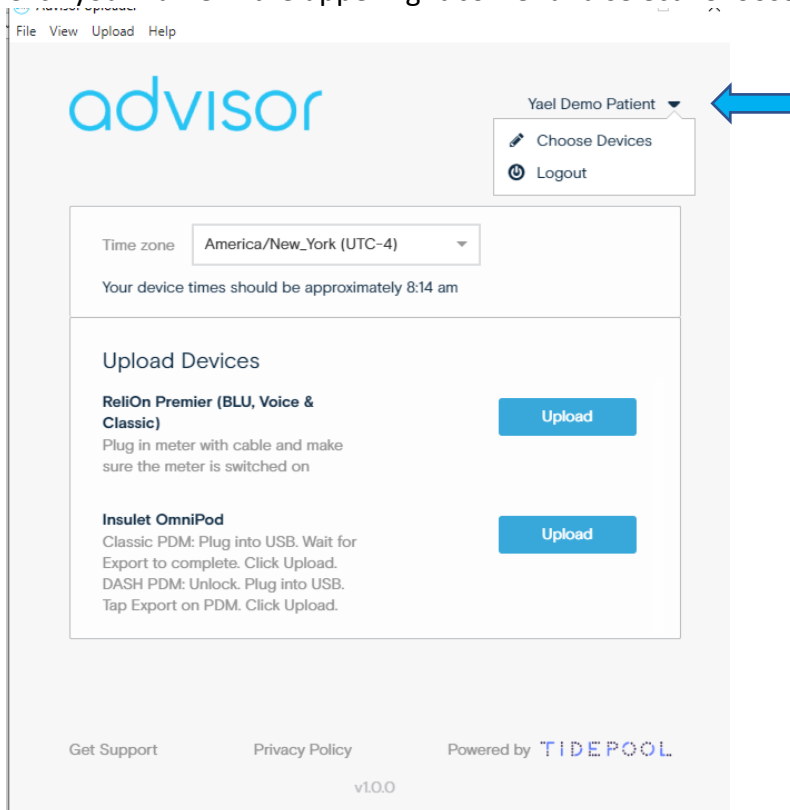 File View Upload Help
advisor
Yael Demo Patient
Choose Devices
Logout
Time zone America/New_York (UTC-4)
Your device times should be approximately 8:14 am
Upload Devices
ReliOn Premier (BLU, Voice &
Classic)
Plug in meter with cable and make
sure the meter is switched on
Upload
Insulet OmniPod
Classic PDM: Plug into USB. Wait for
Export to complete. Click Upload.
DASH PDM: Unlock. Plug into USB.
Tap Export on PDM. Click Upload.
Upload
Get Support Privacy Policy Powered by TIDEPOOL
v1.0.0